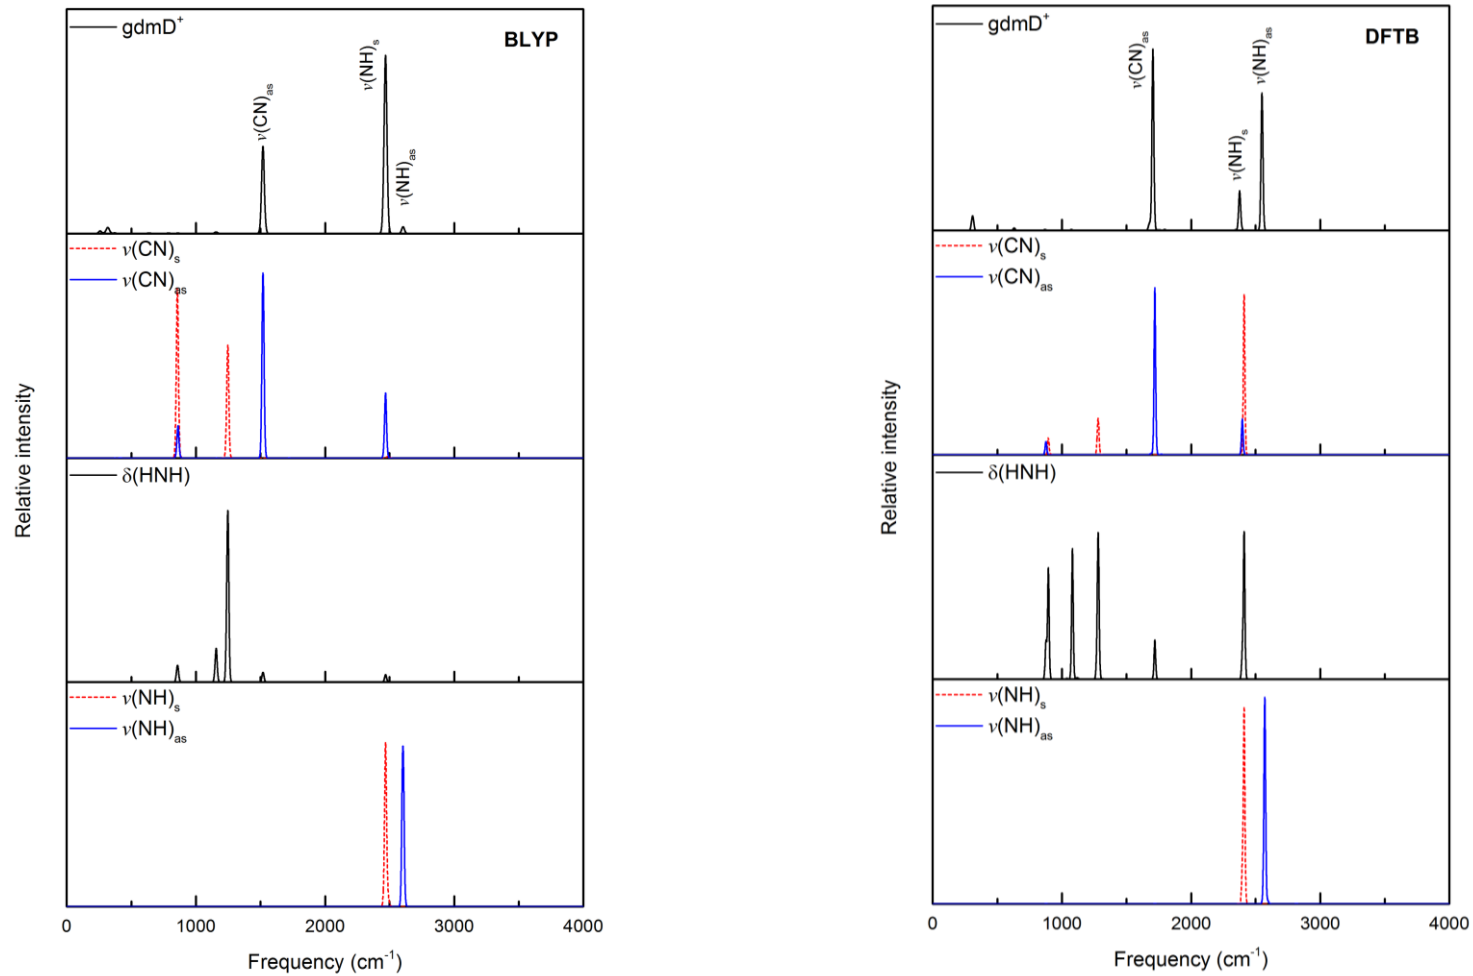 gdmD⁺
BLYP
ν(CN)as
ν(NH)s
ν(NH)as
ν(CN)s
ν(CN)as
δ(HNH)
ν(NH)s
ν(NH)as
Relative intensity
0 1000 2000 3000 4000
Frequency (cm⁻¹)
gdmD⁺
DFTB
ν(CN)as
ν(NH)s
ν(NH)as
ν(CN)s
ν(CN)as
δ(HNH)
ν(NH)s
ν(NH)as
Relative intensity
0 1000 2000 3000 4000
Frequency (cm⁻¹)